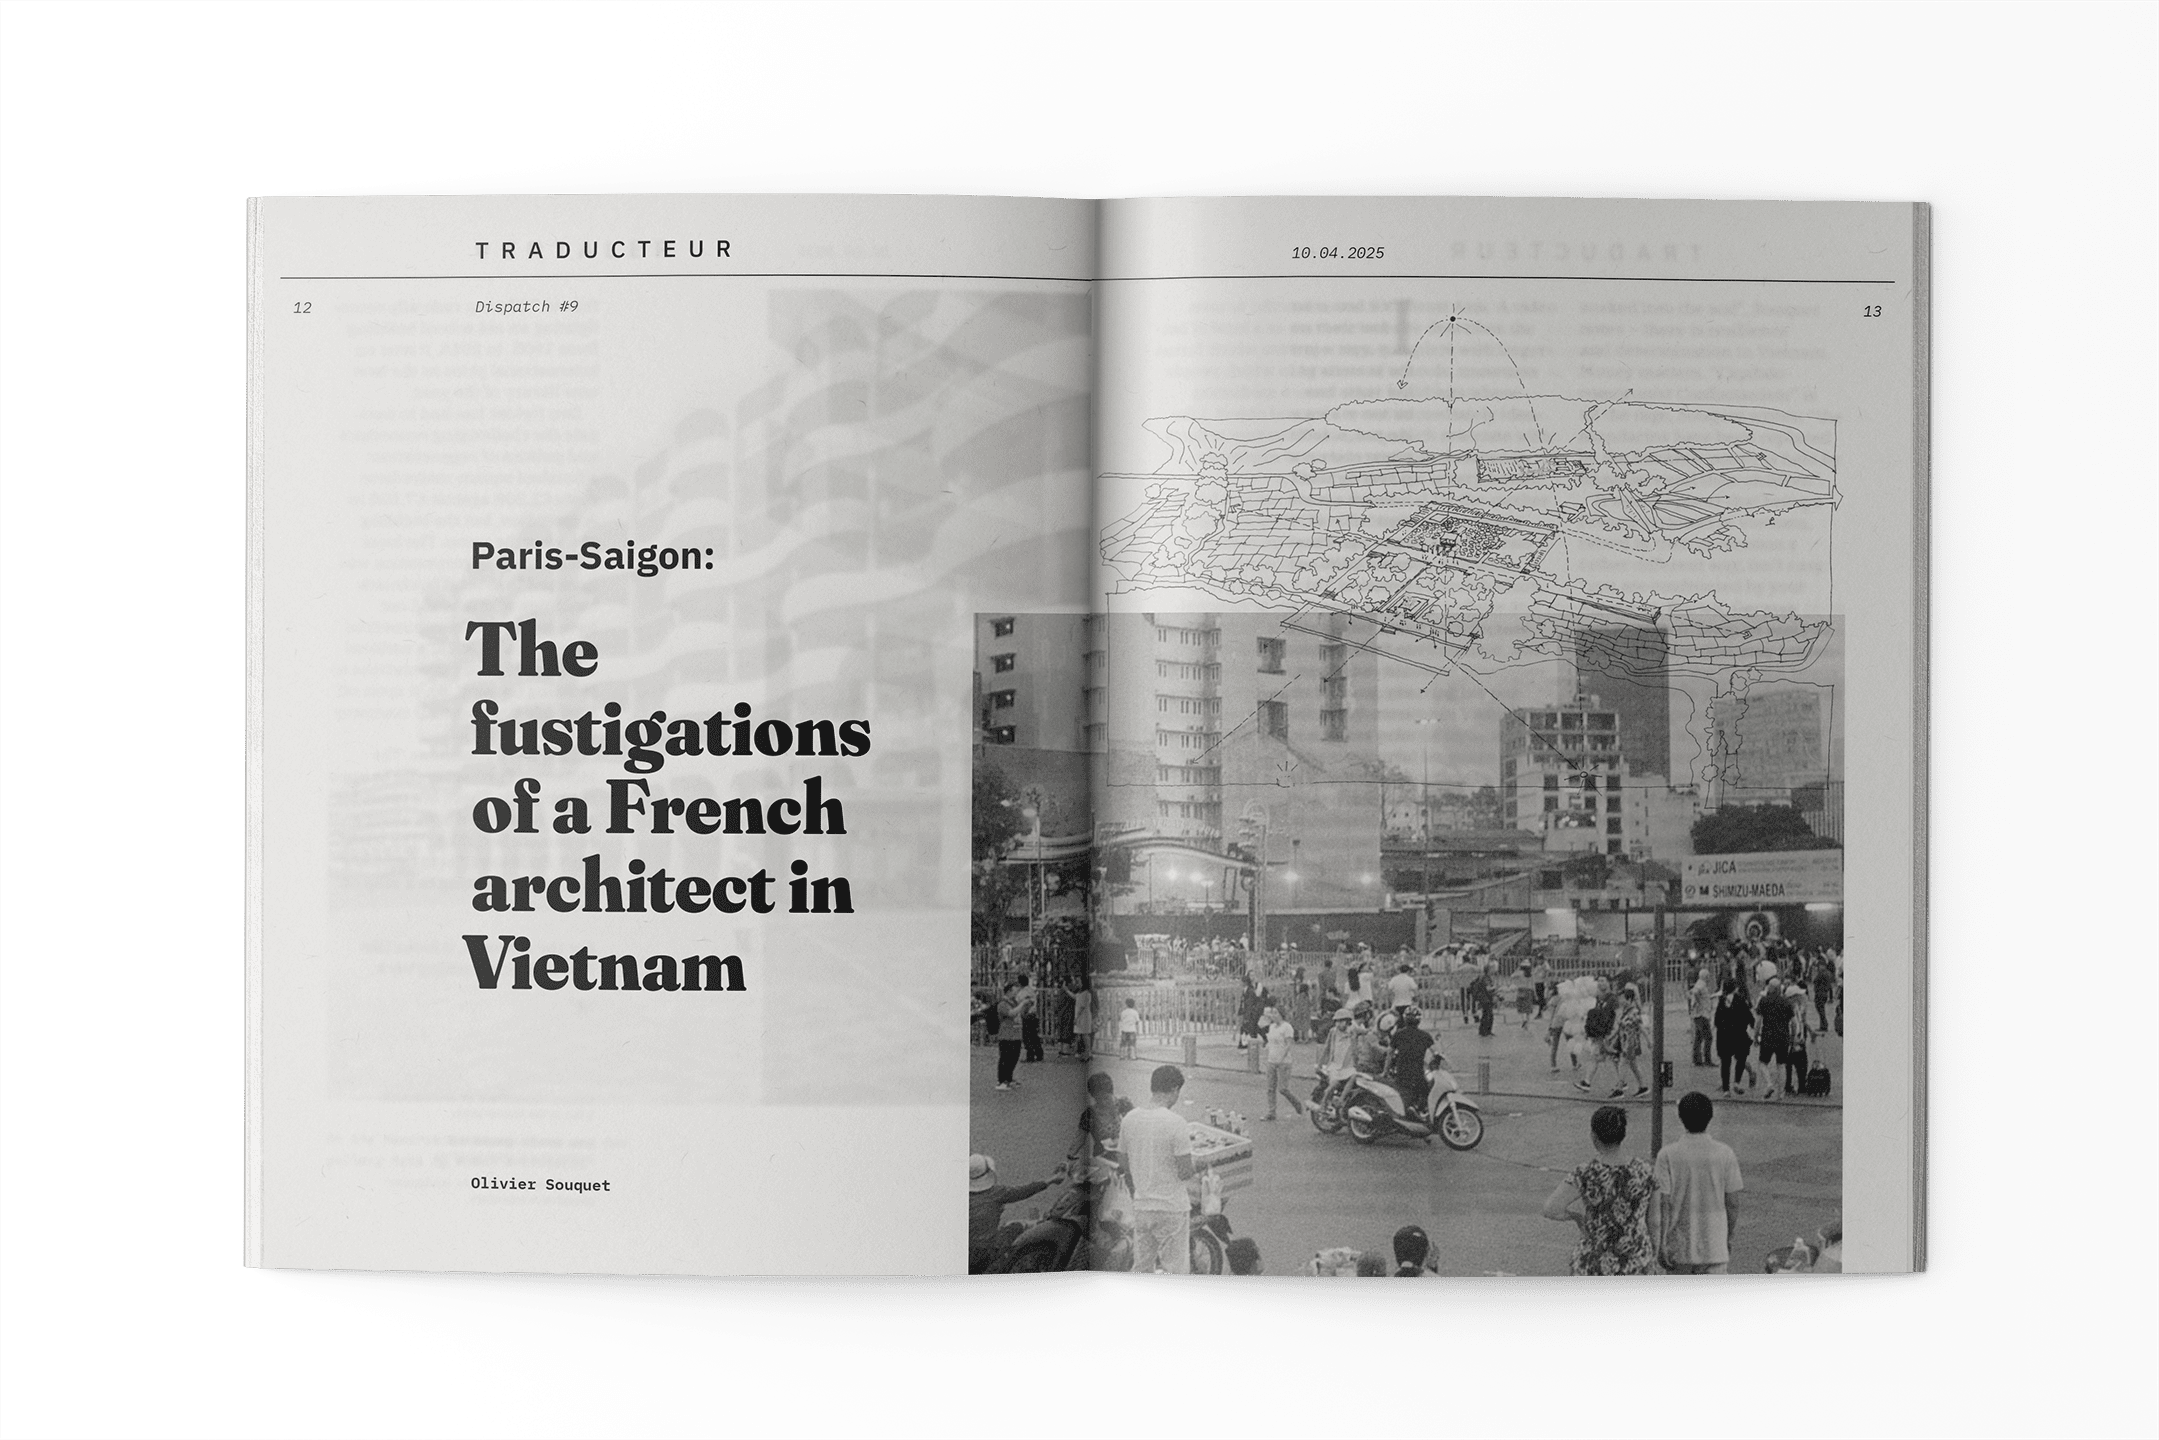 TRADUCTEUR
10.04.2025
12
Dispatch #9
13
Paris-Saigon:
The
fustigations
of a French
architect in
Vietnam
JICA
SHIMIZU-MAEDA
Olivier Souquet